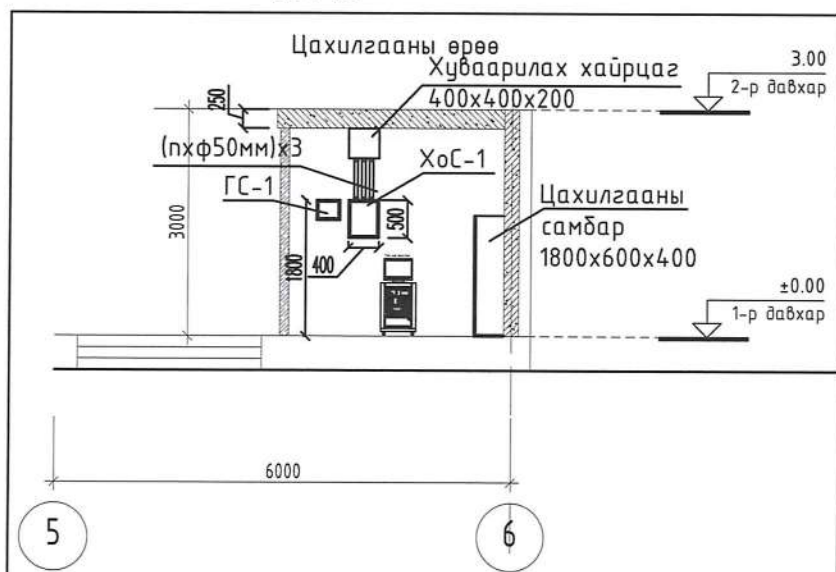 Цахилгааны өрөө
Хуваарилах хайрцаг
400x400x200
3.00
2-р давхар
250
(пхф50мм)x3
ХоС-1
ГС-1
Цахилгааны
самбар
1800x600x400
3000
1800
400
500
±0.00
1-р давхар
6000
5
6